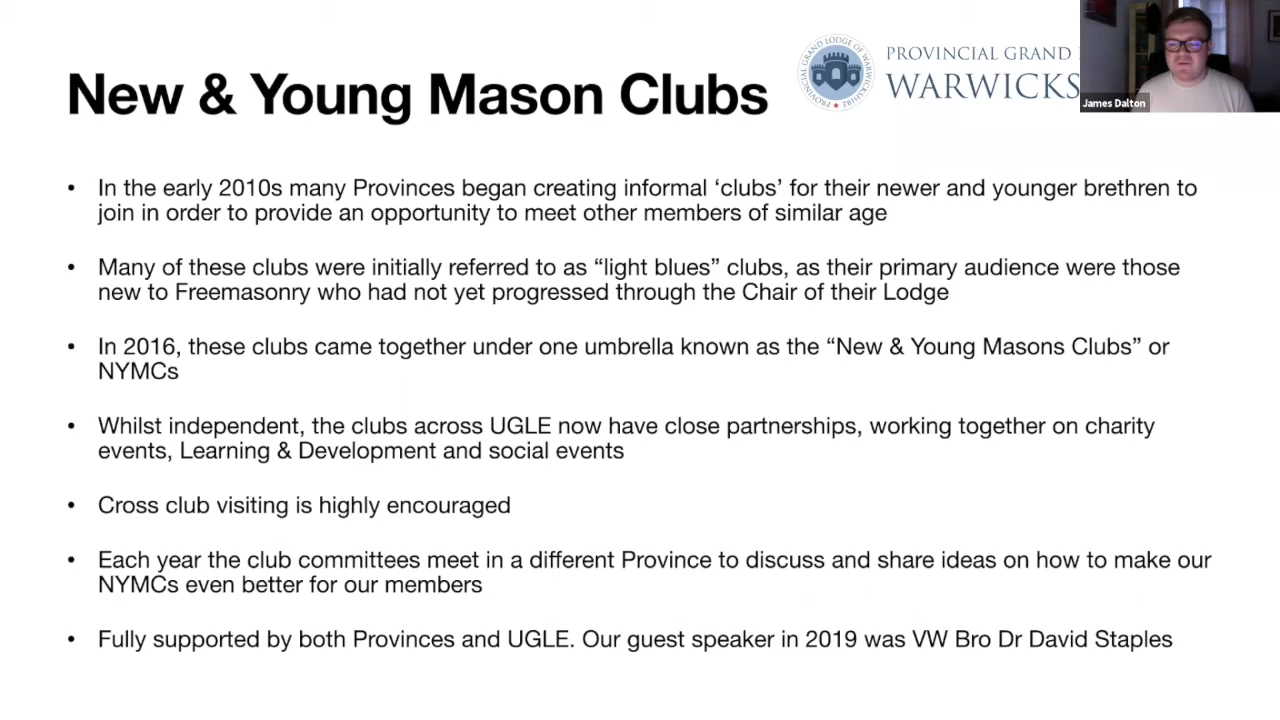 New & Young Mason Clubs
PROVINCIAL GRAND LODGE OF WARWICKSHIRE
PROVINCIAL GRAND
WARWICKS
James Dalton
• In the early 2010s many Provinces began creating informal ‘clubs’ for their newer and younger brethren to
join in order to provide an opportunity to meet other members of similar age
• Many of these clubs were initially referred to as “light blues” clubs, as their primary audience were those
new to Freemasonry who had not yet progressed through the Chair of their Lodge
• In 2016, these clubs came together under one umbrella known as the “New & Young Masons Clubs” or
NYMCs
• Whilst independent, the clubs across UGLE now have close partnerships, working together on charity
events, Learning & Development and social events
• Cross club visiting is highly encouraged
• Each year the club committees meet in a different Province to discuss and share ideas on how to make our
NYMCs even better for our members
• Fully supported by both Provinces and UGLE. Our guest speaker in 2019 was VW Bro Dr David Staples